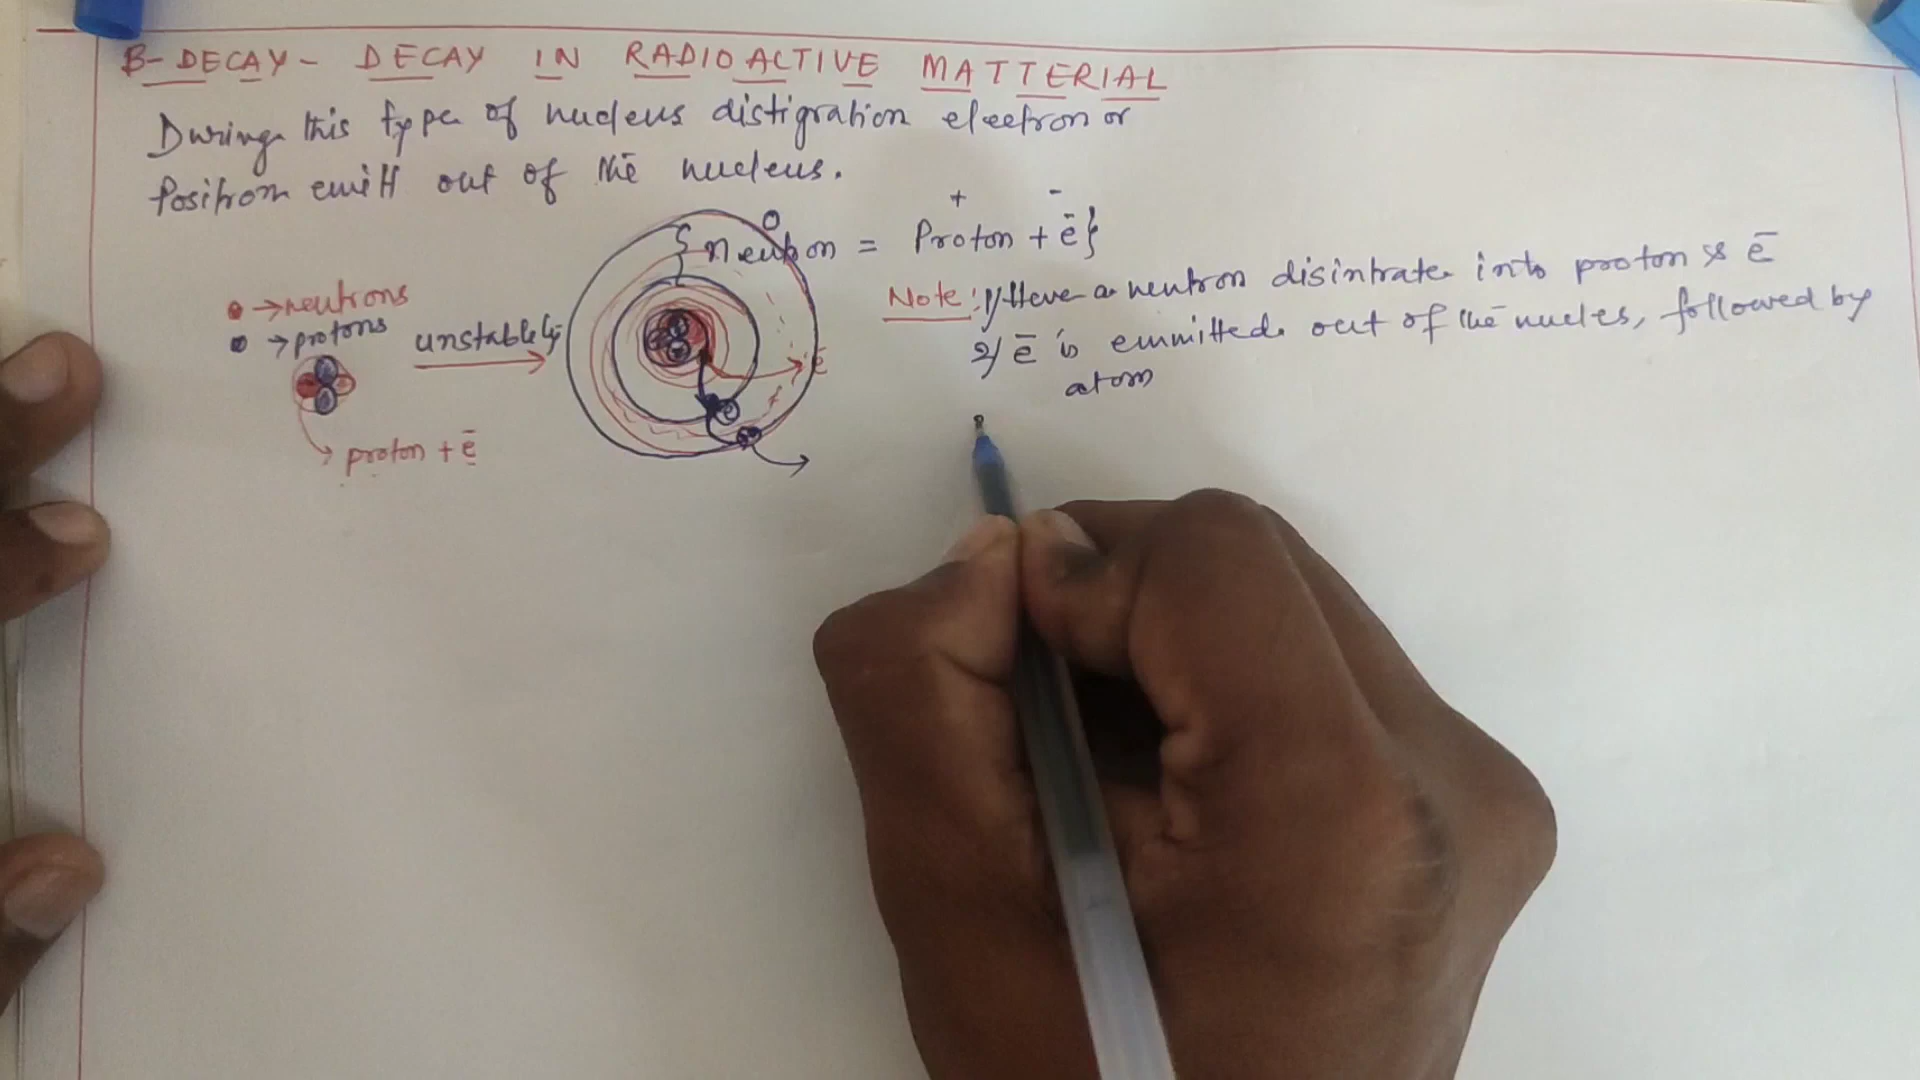 B-DECAY- DECAY IN RADIOACTIVE MATTERIAL
During this type of nucleus distigration electron or
Positron emitt out of the nucleus.
neutron = Proton + ē}
+ -
o
→neutrons
→protons
unstable
proton + ē
ē
e
Note: 1/ Heve a neutron disintrate into proton & ē
2/ ē is emmitted out of the nucles, followed by
atom